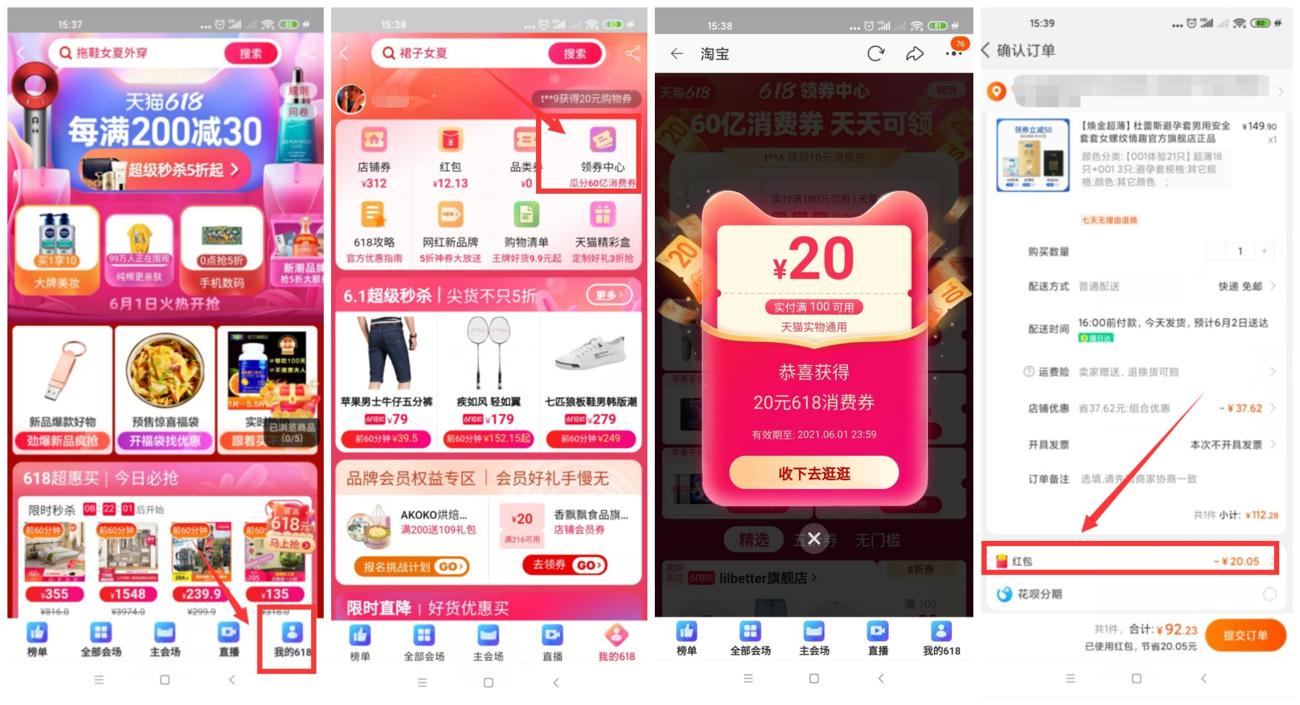 15:37
拖鞋女夏外穿
搜索
规则
问卷
天猫618
每满200减30
超级秒杀5折起
买1享10
大牌美妆
99万人正在围观
纯棉更亲肤
0点抢5折
手机数码
新潮品牌
抢5折大额
6月1日火热开抢
新品爆款好物
劲爆新品疯抢
预售惊喜福袋
开福袋找优惠
实时
跟着买
已浏览商品
(0/5)
618超惠买｜今日必抢
限时秒杀 08:22:01 后开始
最高
618元
马上抢
前60分钟
前60分钟
前60分钟
前60
¥355
¥1548
¥239.9
¥135
¥816.0
¥3974.0
¥299.9
¥318.0
榜单
全部会场
主会场
直播
我的618
15:38
裙子女夏
搜索
t**9获得20元购物券
店铺券
¥312
红包
¥12.13
品类券
¥0
领券中心
瓜分60亿消费券
618攻略
官方优惠指南
网红新品牌
5折神券大放送
购物清单
王牌好货9.9元起
天猫精彩盒
定制好礼3折抢
6.1超级秒杀｜尖货不只5折
更多
苹果男士牛仔五分裤
¥79
前60分钟 ¥39.5
疾如风 轻如翼
¥179
前60分钟 ¥152.15起
七匹狼板鞋男韩版潮
¥279
前60分钟 ¥249
品牌会员权益专区｜会员好礼手慢无
AKOKO烘焙...
满200送109礼包
报名挑战计划 GO
¥20
满216可用
香飘飘食品旗...
店铺会员券
去领券 GO
限时直降｜好货优惠买
榜单
全部会场
主会场
直播
我的618
15:38
81
淘宝
76
天猫618
618 领券中心
规则
60亿消费券 天天可领
t**4 领到10元消费券
实付满100元可用｜天猫
20
10
¥20
实付满 100 可用
天猫实物通用
恭喜获得
20元618消费券
有效期至: 2021.06.01 23:59
收下去逛逛
精选
无门槛
lilbetter旗舰店
8折券
满 100
榜单
全部会场
主会场
直播
我的618
15:39
确认订单
领券立减50
【焕金超薄】杜蕾斯避孕套男用安全
套套女螺纹情趣官方旗舰店正品
¥149.90
x1
颜色分类:【001体验21只】超薄18
只+001 3只;避孕套规格:其它规
格;颜色:其它颜色 ;
七天无理由退换
购买数量
1
配送方式 普通配送
快递 免邮
配送时间
16:00前付款，今天发货，预计6月2日送达
运费险 卖家赠送，退换货可赔
店铺优惠 省37.62元:组合优惠
- ¥37.62
开具发票
本次不开具发票
订单备注 选填,请先和商家协商一致
共1件 小计: ¥112.28
红包
- ¥20.05
花呗分期
共1件, 合计: ¥92.23
已使用红包，节省20.05元
提交订单